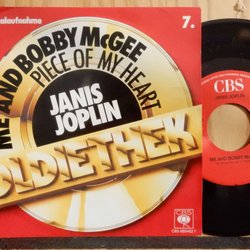 alaufnahme
7.
ME AND BOBBY McGEE
PIECE OF MY HEART
JANIS
JOPLIN
OLDIETHEK
CBS
CBS
JANIS JOPLIN
ME AND BOBBY M